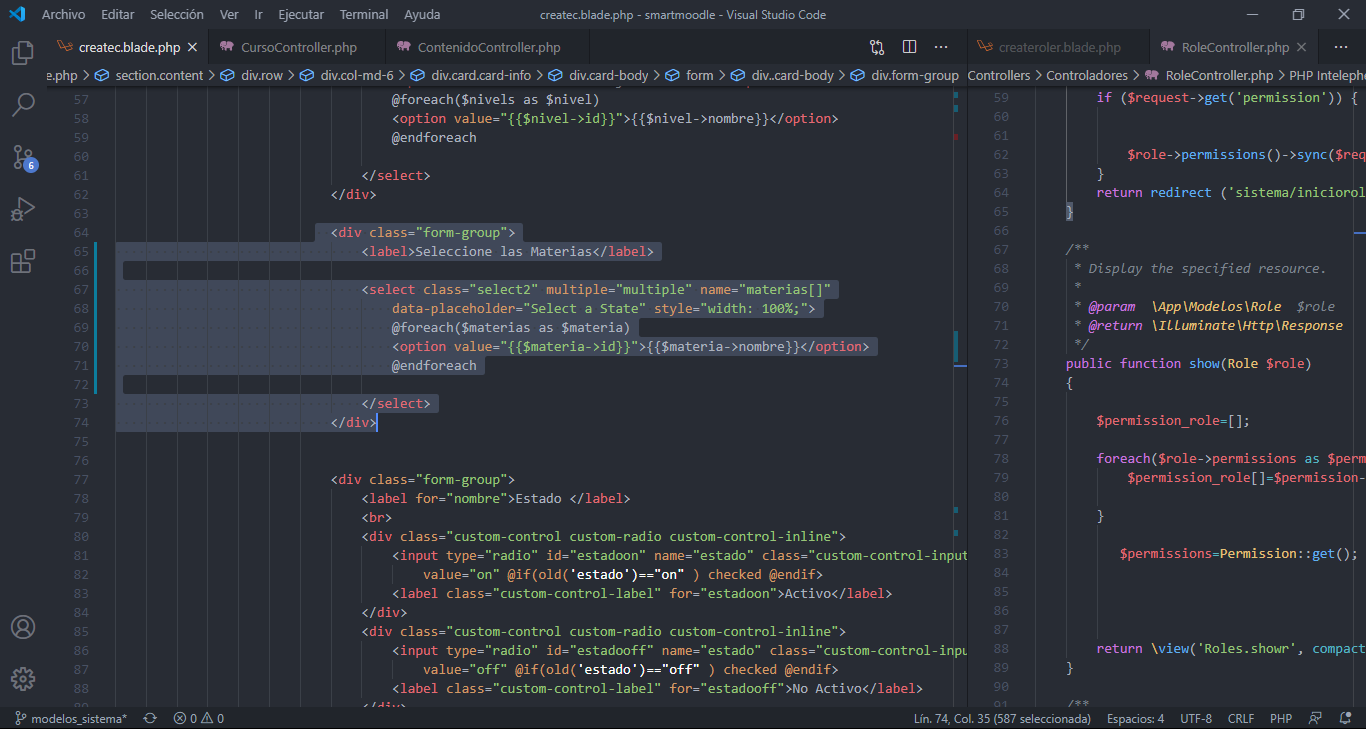 Archivo Editar Selección Ver Ir Ejecutar Terminal Ayuda
createc.blade.php - smartmoodle - Visual Studio Code
createc.blade.php CursoController.php ContenidoController.php
e.php > section.content > div.row > div.col-md-6 > div.card.card-info > div.card-body > form > div..card-body > div.form-group
57 @foreach($nivels as $nivel)
58 <option value="{{$nivel->id}}">{{$nivel->nombre}}</option>
59 @endforeach
60
61 </select>
62 </div>
63
64 <div class="form-group">
65 <label>Seleccione las Materias</label>
66
67 <select class="select2" multiple="multiple" name="materias[]"
68 data-placeholder="Select a State" style="width: 100%;">
69 @foreach($materias as $materia)
70 <option value="{{$materia->id}}">{{$materia->nombre}}</option>
71 @endforeach
72
73 </select>
74 </div>
75
76
77 <div class="form-group">
78 <label for="nombre">Estado </label>
79 <br>
80 <div class="custom-control custom-radio custom-control-inline">
81 <input type="radio" id="estadoon" name="estado" class="custom-control-input
82 value="on" @if(old('estado')=="on" ) checked @endif>
83 <label class="custom-control-label" for="estadoon">Activo</label>
84 </div>
85 <div class="custom-control custom-radio custom-control-inline">
86 <input type="radio" id="estadooff" name="estado" class="custom-control-inpu
87 value="off" @if(old('estado')=="off" ) checked @endif>
88 <label class="custom-control-label" for="estadooff">No Activo</label>
</div>
createroler.blade.php RoleController.php
Controllers > Controladores > RoleController.php > PHP Intelephe
59 if ($request->get('permission')) {
60
61
62 $role->permissions()->sync($req
63 }
64 return redirect ('sistema/iniciorol
65 }
66
67 /**
68 * Display the specified resource.
69 *
70 * @param \App\Modelos\Role $role
71 * @return \Illuminate\Http\Response
72 */
73 public function show(Role $role)
74 {
75
76 $permission_role=[];
77
78 foreach($role->permissions as $perm
79 $permission_role[]=$permission-
80
81 }
82
83 $permissions=Permission::get();
84
85
86
87
88 return \view('Roles.showr', compact
89 }
90
91 /**
6
modelos_sistema* 0 0
Lín. 74, Col. 35 (587 seleccionada) Espacios: 4 UTF-8 CRLF PHP